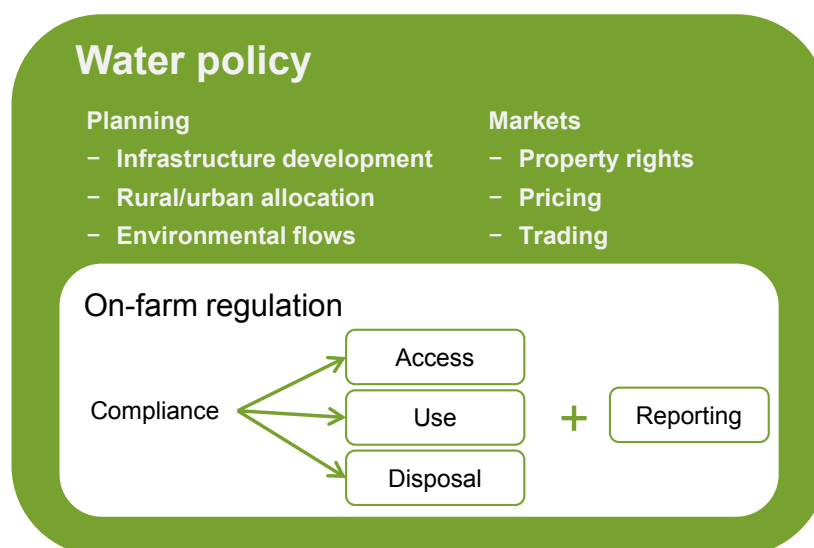 Water policy
Planning
− Infrastructure development
− Rural/urban allocation
− Environmental flows
Markets
− Property rights
− Pricing
− Trading
On-farm regulation
Compliance
Access
Use
Disposal
+
Reporting